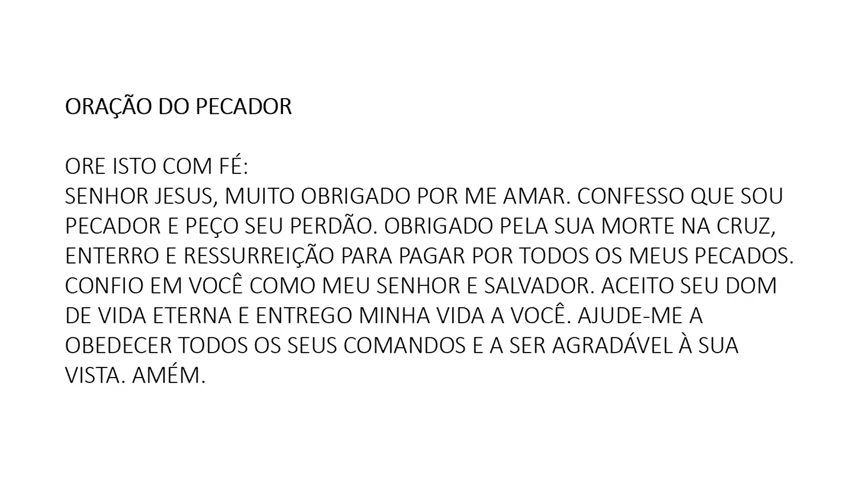 ORAÇÃO DO PECADOR
ORE ISTO COM FÉ:
SENHOR JESUS, MUITO OBRIGADO POR ME AMAR. CONFESSO QUE SOU
PECADOR E PEÇO SEU PERDÃO. OBRIGADO PELA SUA MORTE NA CRUZ,
ENTERRO E RESSURREIÇÃO PARA PAGAR POR TODOS OS MEUS PECADOS.
CONFIO EM VOCÊ COMO MEU SENHOR E SALVADOR. ACEITO SEU DOM
DE VIDA ETERNA E ENTREGO MINHA VIDA A VOCÊ. AJUDE-ME A
OBEDECER TODOS OS SEUS COMANDOS E A SER AGRADÁVEL À SUA
VISTA. AMÉM.